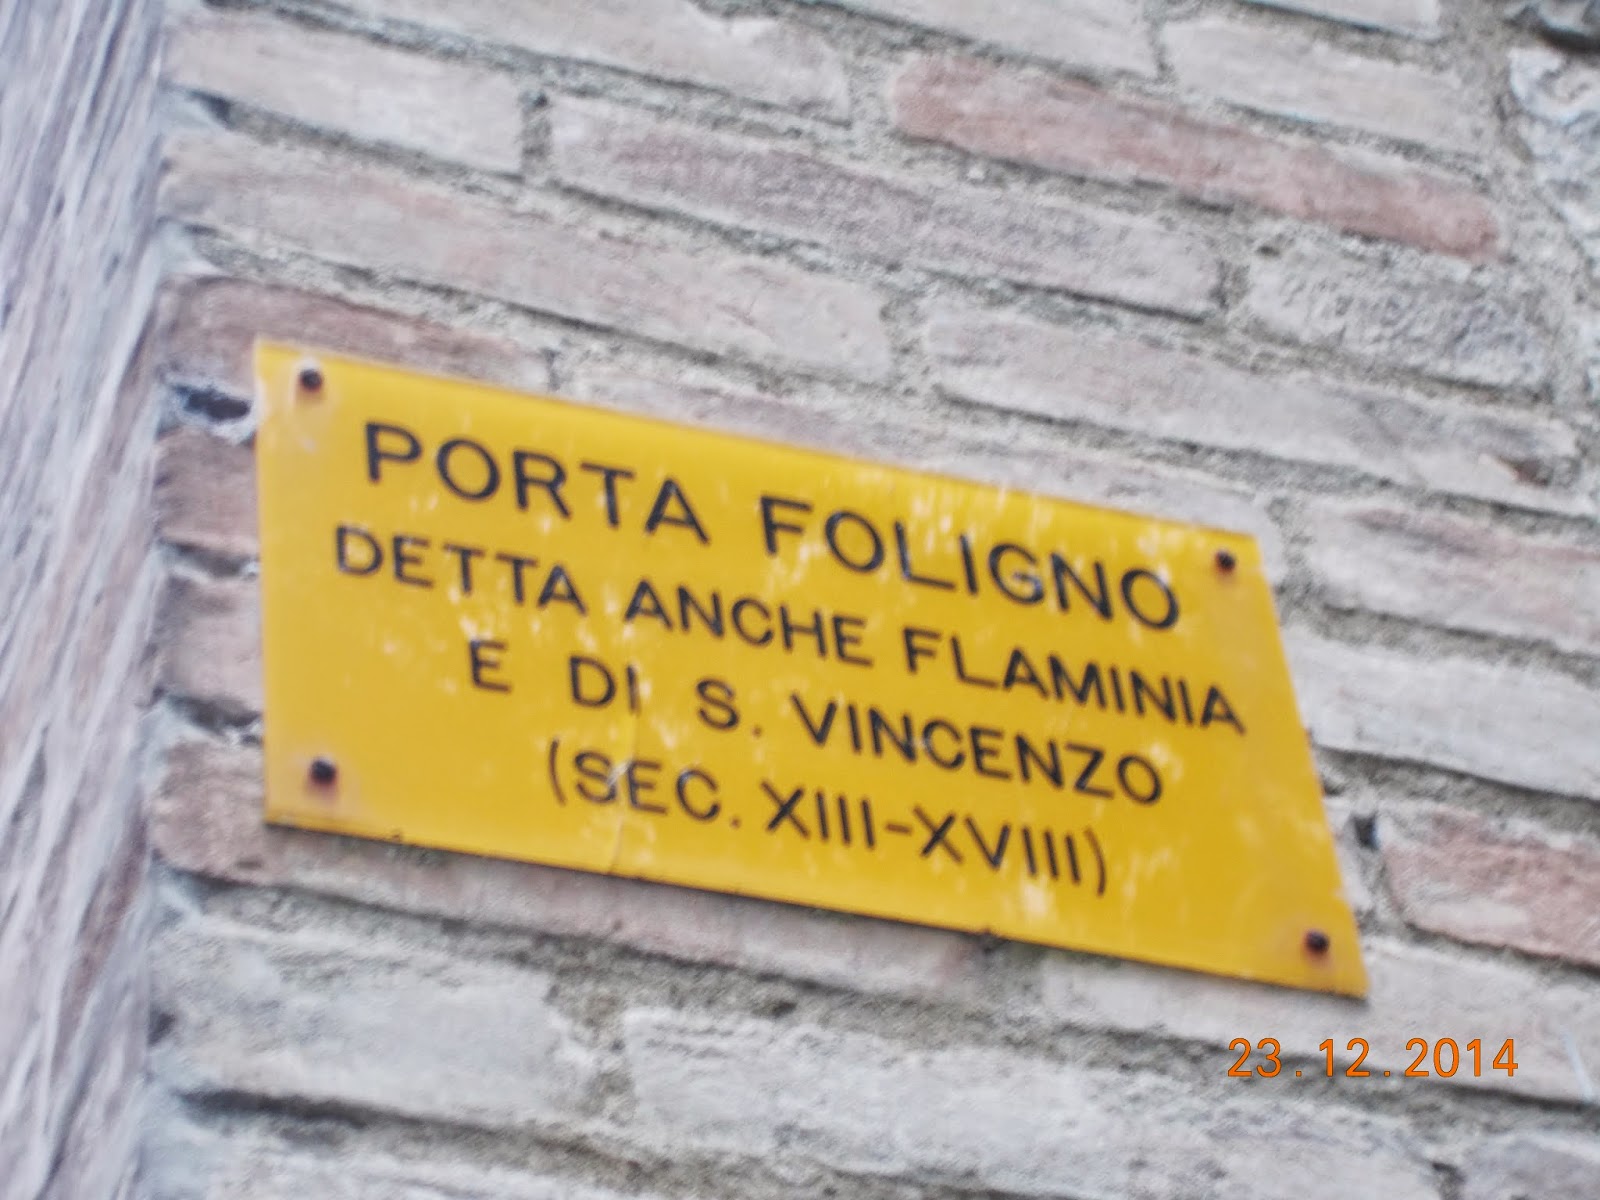 PORTA FOLIGNO
DETTA ANCHE FLAMINIA
E DI S. VINCENZO
(SEC. XIII-XVIII)
23.12.2014